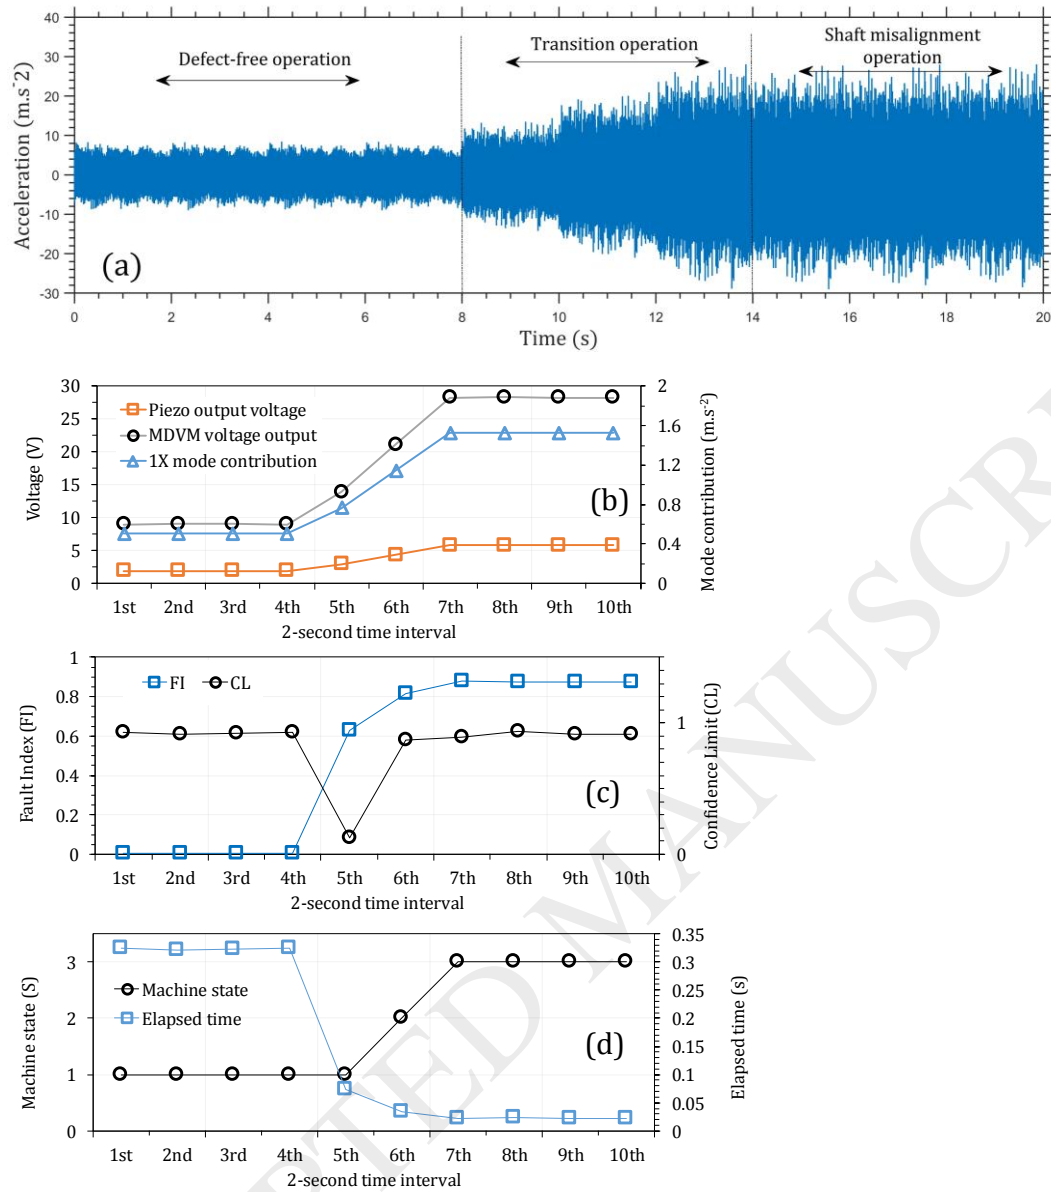 40
30
20
10
0
-10
-20
-30
Acceleration (m.s-2)
Defect-free operation
Transition operation
Shaft misalignment
operation
(a)
0 2 4 6 8 10 12 14 16 18 20
Time (s)
30
25
20
15
10
5
0
Voltage (V)
Piezo output voltage
MDVM voltage output
1X mode contribution
(b)
2
1.6
1.2
0.8
0.4
0
Mode contribution (m.s-2)
1st 2nd 3rd 4th 5th 6th 7th 8th 9th 10th
2-second time interval
1
0.8
0.6
0.4
0.2
0
Fault Index (FI)
FI CL
(c)
1
0
Confidence Limit (CL)
1st 2nd 3rd 4th 5th 6th 7th 8th 9th 10th
2-second time interval
3
2
1
0
Machine state (S)
Machine state
Elapsed time
(d)
0.35
0.3
0.25
0.2
0.15
0.1
0.05
0
Elapsed time (s)
1st 2nd 3rd 4th 5th 6th 7th 8th 9th 10th
2-second time interval